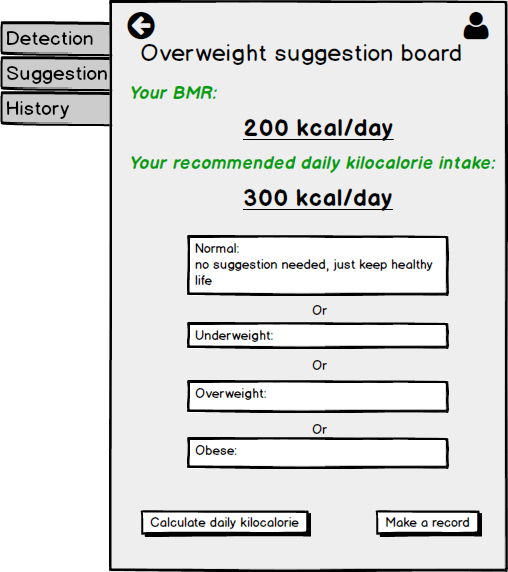 Detection
Suggestion
History
Overweight suggestion board
Your BMR:
200 kcal/day
Your recommended daily kilocalorie intake:
300 kcal/day
Normal:
no suggestion needed, just keep healthy
life
Or
Underweight:
Or
Overweight:
Or
Obese:
Calculate daily kilocalorie
Make a record